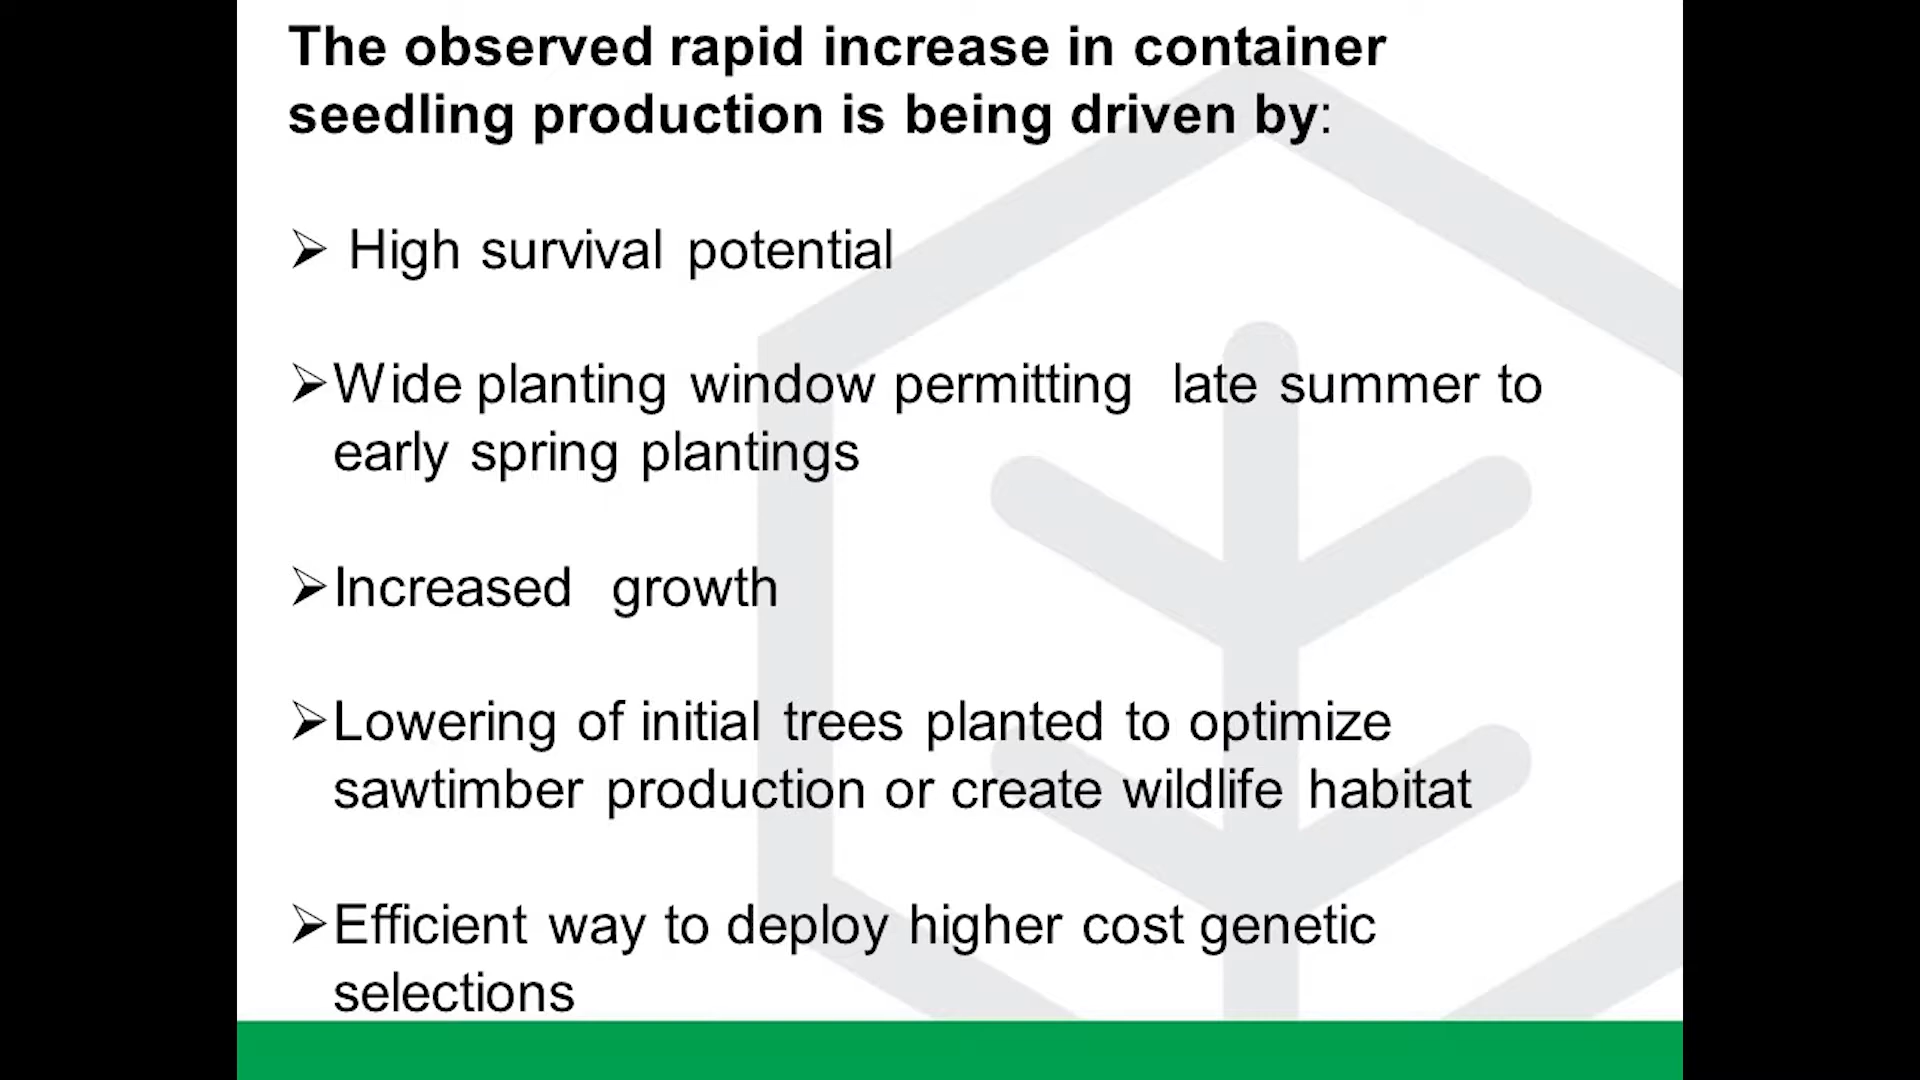 The observed rapid increase in container
seedling production is being driven by:
➢ High survival potential
➢Wide planting window permitting late summer to
early spring plantings
➢Increased growth
➢Lowering of initial trees planted to optimize
sawtimber production or create wildlife habitat
➢Efficient way to deploy higher cost genetic
selections